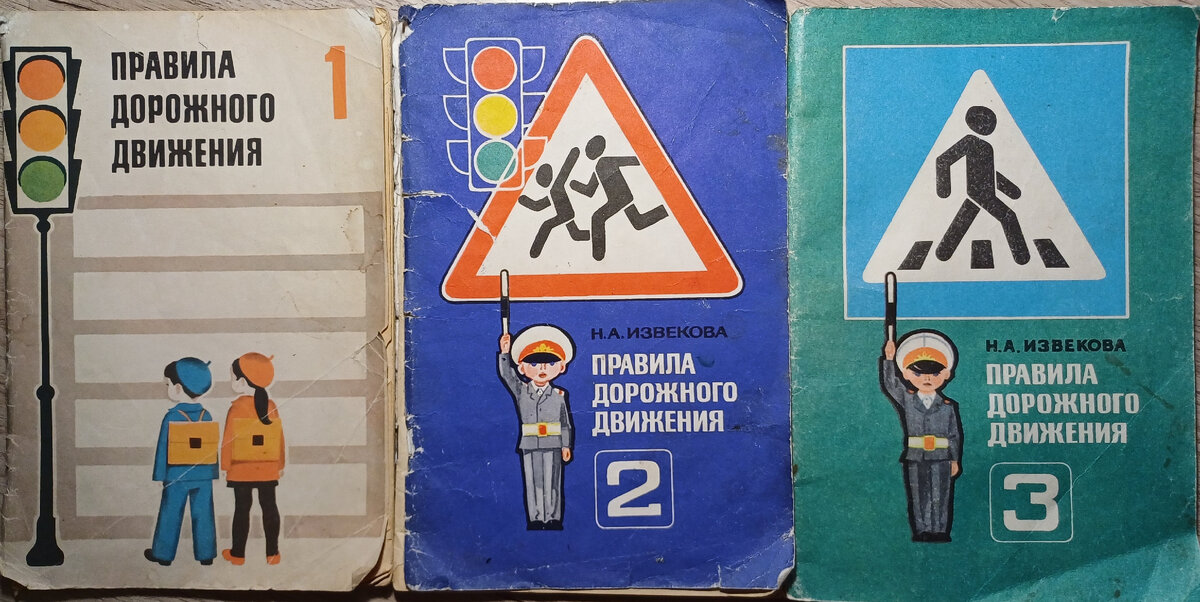 ПРАВИЛА
ДОРОЖНОГО
ДВИЖЕНИЯ
1
Н.А.ИЗВЕКОВА
ПРАВИЛА
ДОРОЖНОГО
ДВИЖЕНИЯ
2
Н.А.ИЗВЕКОВА
ПРАВИЛА
ДОРОЖНОГО
ДВИЖЕНИЯ
3